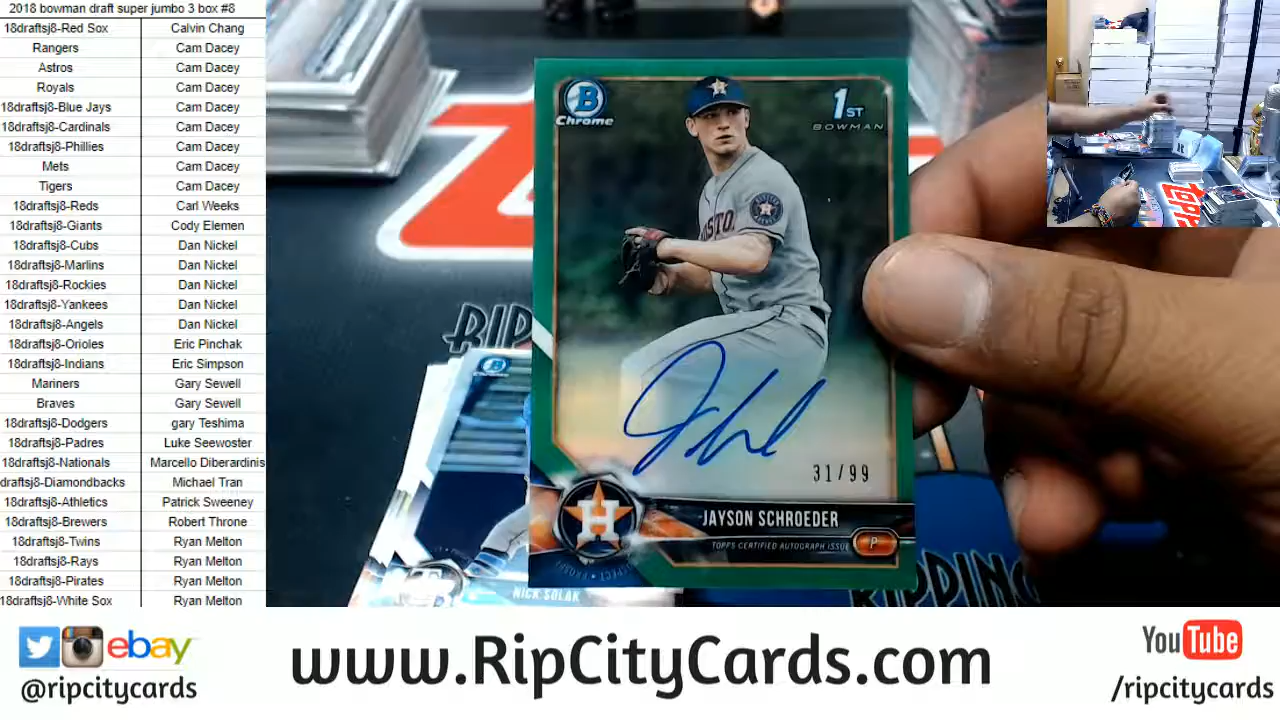 2018 bowman draft super jumbo 3 box #8
18draftsj8-Red Sox Calvin Chang
Rangers Cam Dacey
Astros Cam Dacey
Royals Cam Dacey
18draftsj8-Blue Jays Cam Dacey
18draftsj8-Cardinals Cam Dacey
18draftsj8-Phillies Cam Dacey
Mets Cam Dacey
Tigers Cam Dacey
18draftsj8-Reds Carl Weeks
18draftsj8-Giants Cody Elemen
18draftsj8-Cubs Dan Nickel
18draftsj8-Marlins Dan Nickel
18draftsj8-Rockies Dan Nickel
18draftsj8-Yankees Dan Nickel
18draftsj8-Angels Dan Nickel
18draftsj8-Orioles Eric Pinchak
18draftsj8-Indians Eric Simpson
Mariners Gary Sewell
Braves Gary Sewell
18draftsj8-Dodgers gary Teshima
18draftsj8-Padres Luke Seewoster
18draftsj8-Nationals Marcello Diberardinis
draftsj8-Diamondbacks Michael Tran
18draftsj8-Athletics Patrick Sweeney
18draftsj8-Brewers Robert Throne
18draftsj8-Twins Ryan Melton
18draftsj8-Rays Ryan Melton
18draftsj8-Pirates Ryan Melton
18draftsj8-White Sox Ryan Melton
B
Chrome
1ST
BOWMAN
HOUSTON
31/99
H
JAYSON SCHROEDER
TOPPS CERTIFIED AUTOGRAPH ISSUE
P
RIP
RIPPING
NICK SOLAK
TOPPS
ebay
@ripcitycards
www.RipCityCards.com
YouTube
/ripcitycards